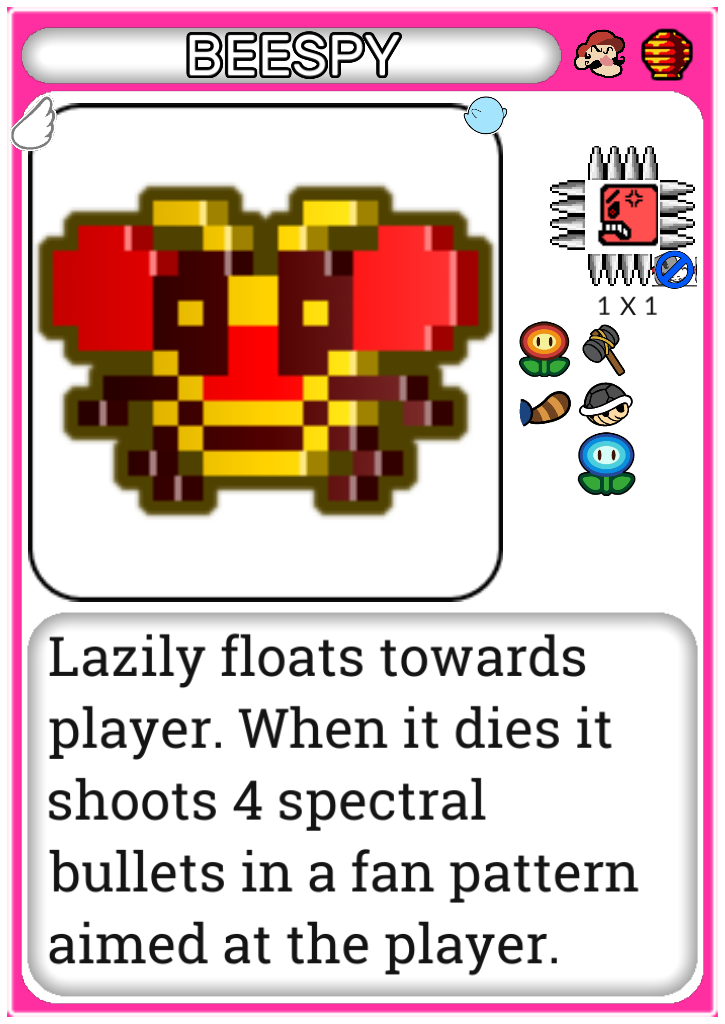 BEESPY
1 X 1
Lazily floats towards
player. When it dies it
shoots 4 spectral
bullets in a fan pattern
aimed at the player.